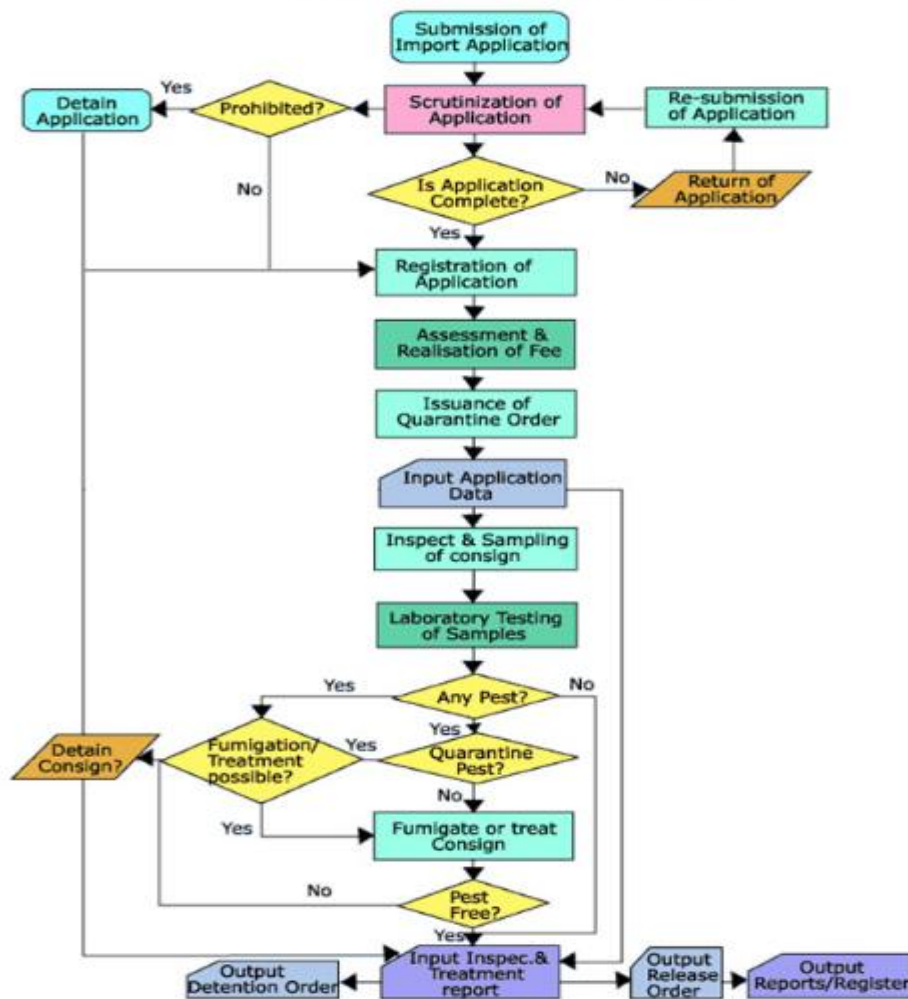 Submission of
Import Application
Yes
Detain
Application
Prohibited?
Scrutinization of
Application
Re-submission
of Application
No
Is Application
Complete?
No
Return of
Application
Yes
Registration of
Application
Assessment &
Realisation of Fee
Issuance of
Quarantine Order
Input Application
Data
Inspect & Sampling
of consign
Laboratory Testing
of Samples
Yes
Any Pest?
No
Yes
Detain
Consign?
Fumigation/
Treatment
possible?
Yes
Quarantine
Pest?
No
Yes
Fumigate or treat
Consign
No
Pest
Free?
Yes
Output
Detention Order
Input Inspec.&
Treatment
report
Output
Release
Order
Output
Reports/Register